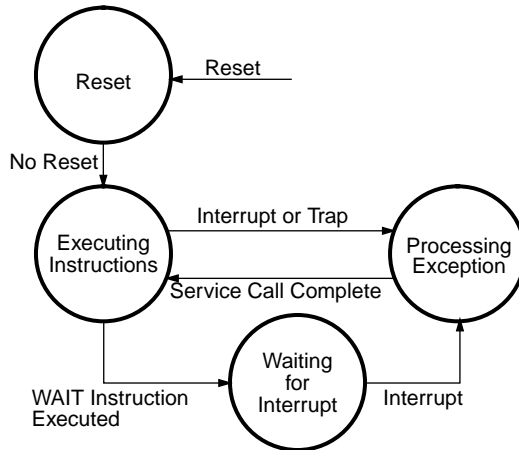 Reset
Reset
No Reset
Interrupt or Trap
Executing
Instructions
Processing
Exception
Service Call Complete
Waiting
for
Interrupt
WAIT Instruction
Executed
Interrupt